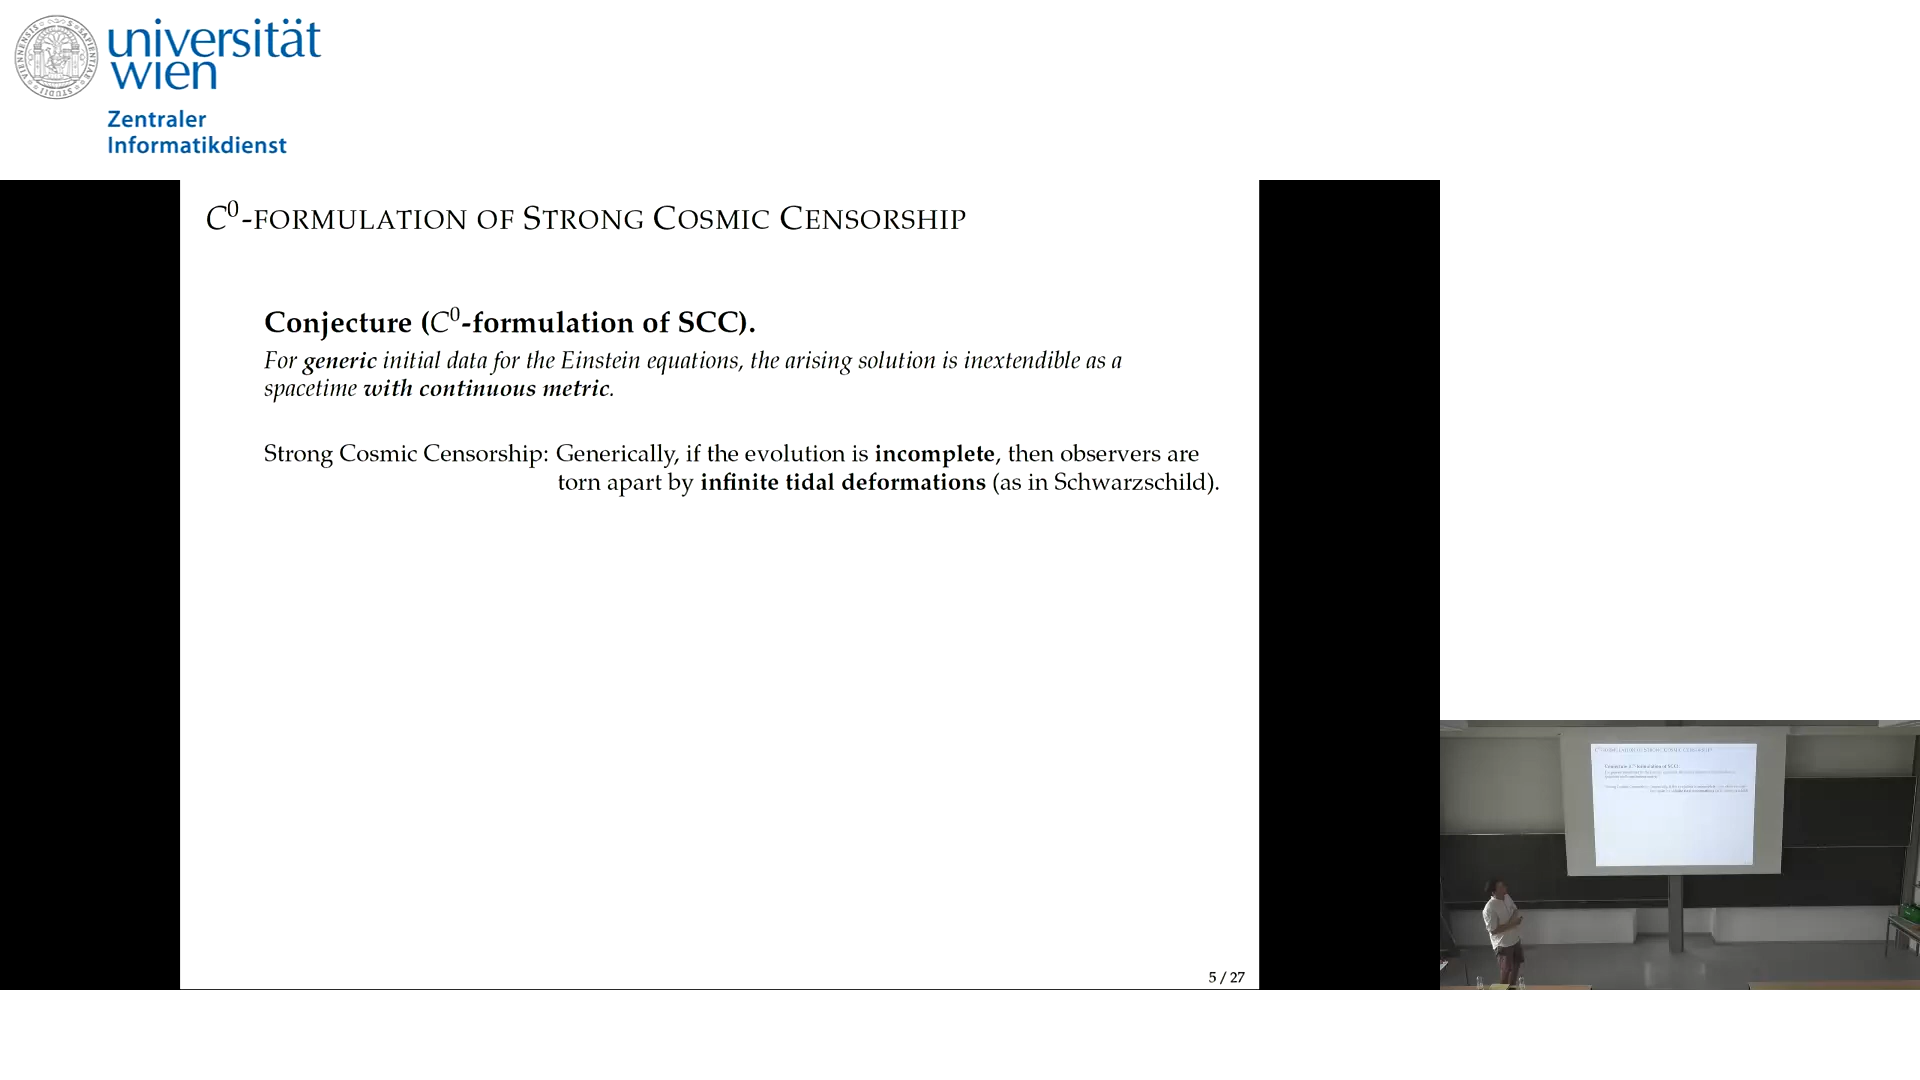 universität
wien
Zentraler
Informatikdienst
C⁰-FORMULATION OF STRONG COSMIC CENSORSHIP
Conjecture (C⁰-formulation of SCC).
For generic initial data for the Einstein equations, the arising solution is inextendible as a
spacetime with continuous metric.
Strong Cosmic Censorship: Generically, if the evolution is incomplete, then observers are
torn apart by infinite tidal deformations (as in Schwarzschild).
5 / 27